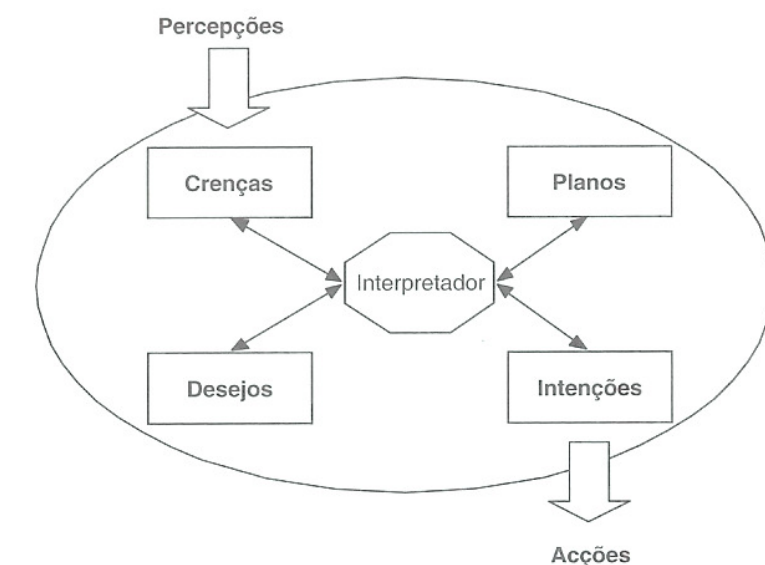 Percepções
Crenças
Planos
Interpretador
Desejos
Intenções
Acções